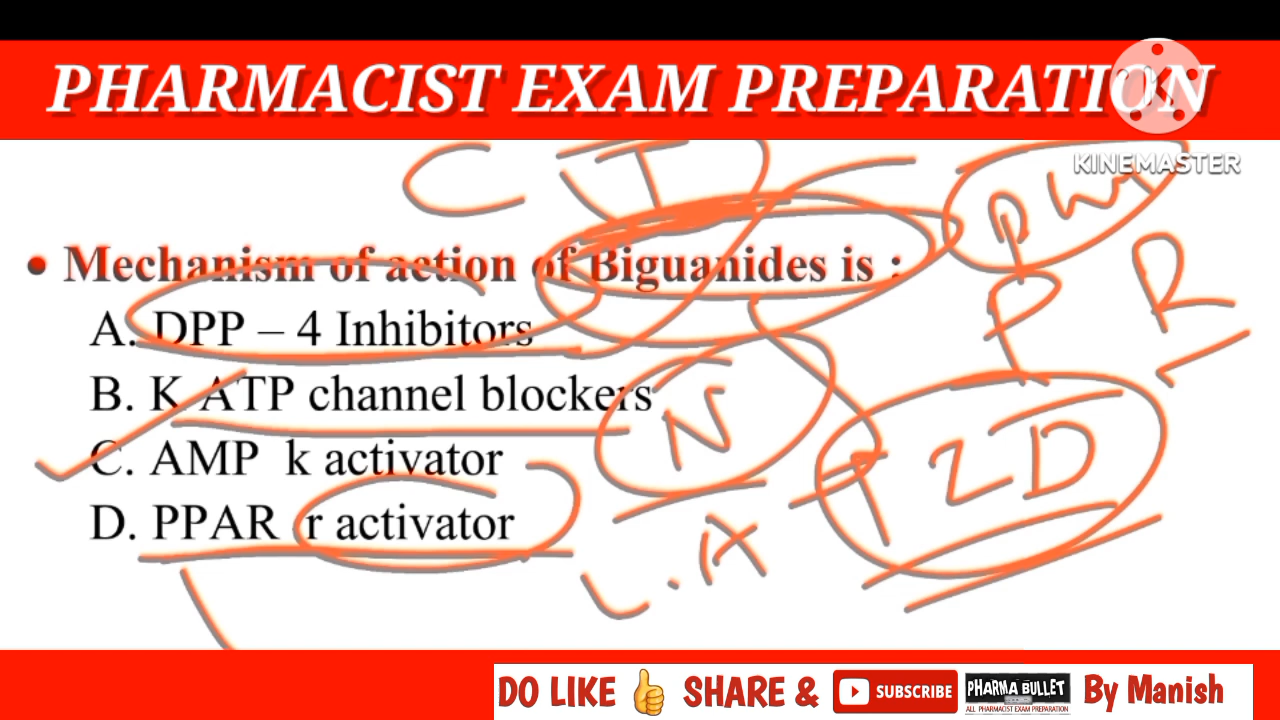 PHARMACIST EXAM PREPARATION
KINEMASTER
• Mechanism of action of Biguanides is :
A. DPP – 4 Inhibitors
B. K ATP channel blockers
C. AMP k activator
D. PPAR r activator
N
P
R
ZD
DO LIKE 👍 SHARE & SUBSCRIBE PHARMA BULLET By Manish
ALL PHARMACIST EXAM PREPARATION